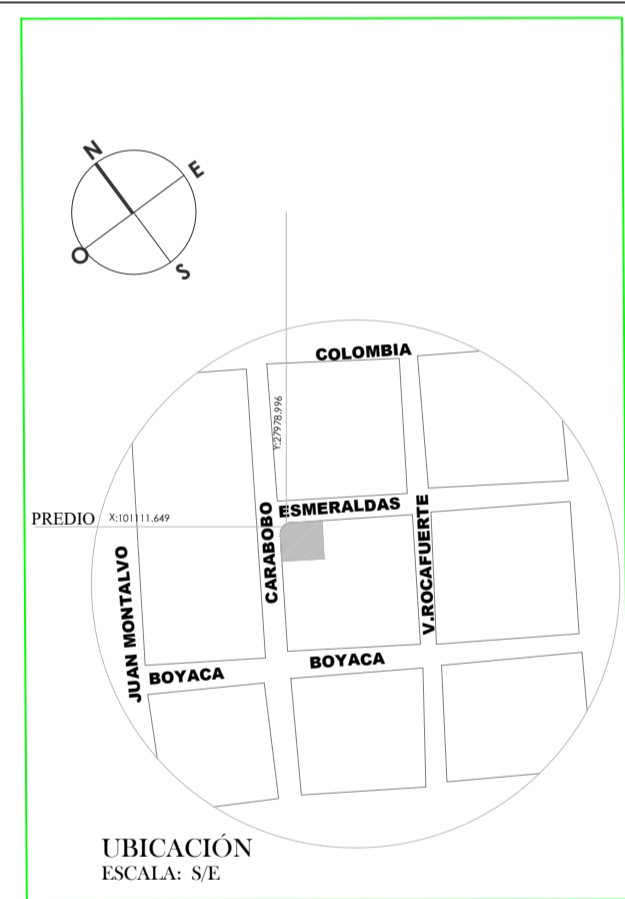 N
E
O
S
COLOMBIA
Y:27978.996
ESMERALDAS
PREDIO X:101111.649
CARABOBO
V.ROCAFUERTE
JUAN MONTALVO
BOYACA
BOYACA
UBICACIÓN
ESCALA: S/E